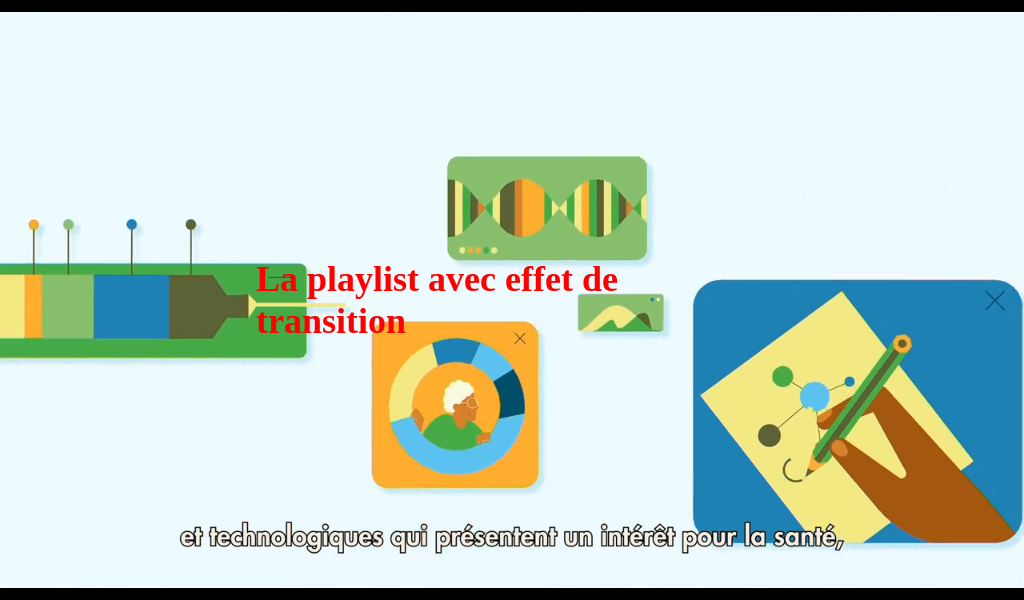 La playlist avec effet de
transition
et technologiques qui présentent un intérêt pour la santé,